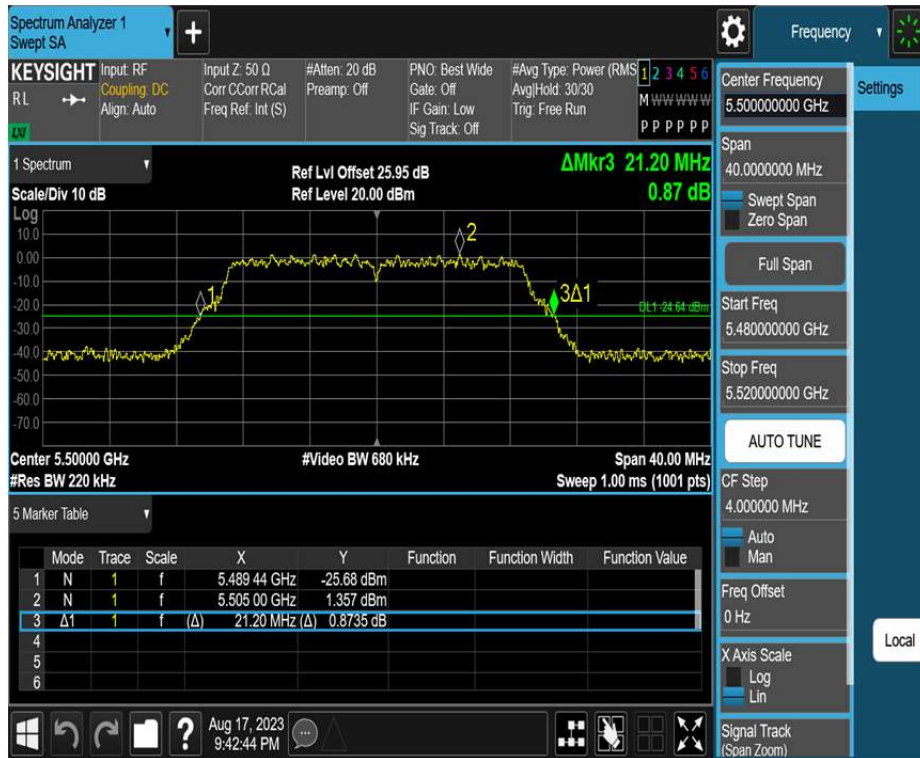 Spectrum Analyzer 1
Swept SA
+
Frequency
KEYSIGHT
RL
LXI
Input: RF
Coupling: DC
Align: Auto
Input Z: 50 Ω
Corr CCorr RCal
Freq Ref: Int (S)
#Atten: 20 dB
Preamp: Off
PNO: Best Wide
Gate: Off
IF Gain: Low
Sig Track: Off
#Avg Type: Power (RMS
Avg|Hold: 30/30
Trig: Free Run
1 2 3 4 5 6
M W W W W W
P P P P P P
1 Spectrum
Scale/Div 10 dB
Ref Lvl Offset 25.95 dB
Ref Level 20.00 dBm
ΔMkr3 21.20 MHz
0.87 dB
Log
10.0
0.00
-10.0
-20.0
-30.0
-40.0
-50.0
-60.0
-70.0
1
2
3Δ1
DL1 -24.64 dBm
Center 5.50000 GHz
#Video BW 680 kHz
Span 40.00 MHz
#Res BW 220 kHz
Sweep 1.00 ms (1001 pts)
5 Marker Table
Mode Trace Scale X Y Function Function Width Function Value
1 N 1 f 5.489 44 GHz -25.68 dBm
2 N 1 f 5.505 00 GHz 1.357 dBm
3 Δ1 1 f (Δ) 21.20 MHz (Δ) 0.8735 dB
4
5
6
?
Aug 17, 2023
9:42:44 PM
Center Frequency
5.500000000 GHz
Span
40.0000000 MHz
Swept Span
Zero Span
Full Span
Start Freq
5.480000000 GHz
Stop Freq
5.520000000 GHz
AUTO TUNE
CF Step
4.000000 MHz
Auto
Man
Freq Offset
0 Hz
X Axis Scale
Log
Lin
Signal Track
(Span Zoom)
Settings
Local